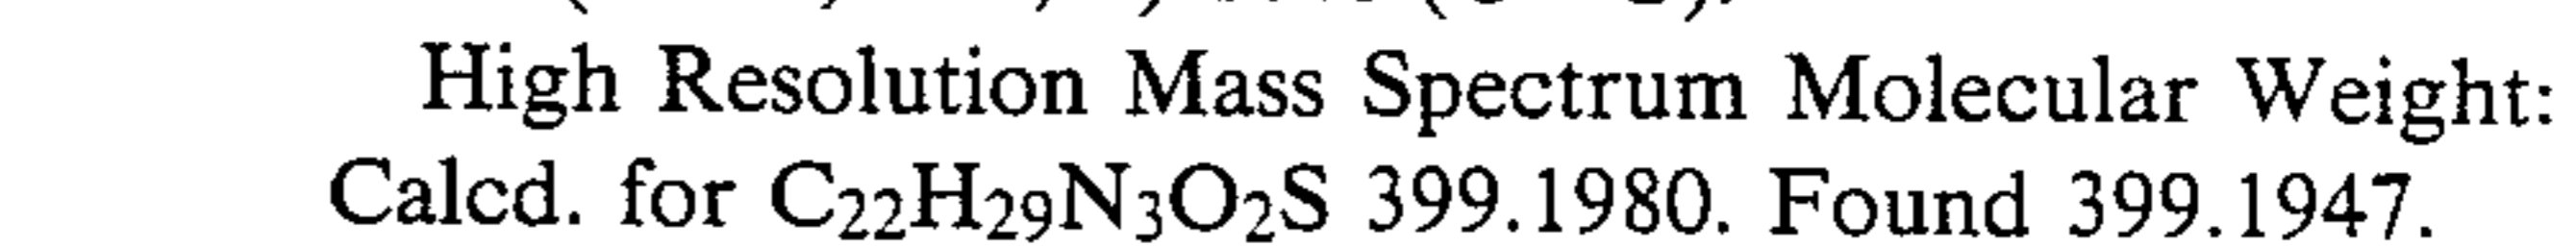 High Resolution Mass Spectrum Molecular Weight:
Calcd. for C₂₂H₂₉N₃O₂S 399.1980. Found 399.1947.